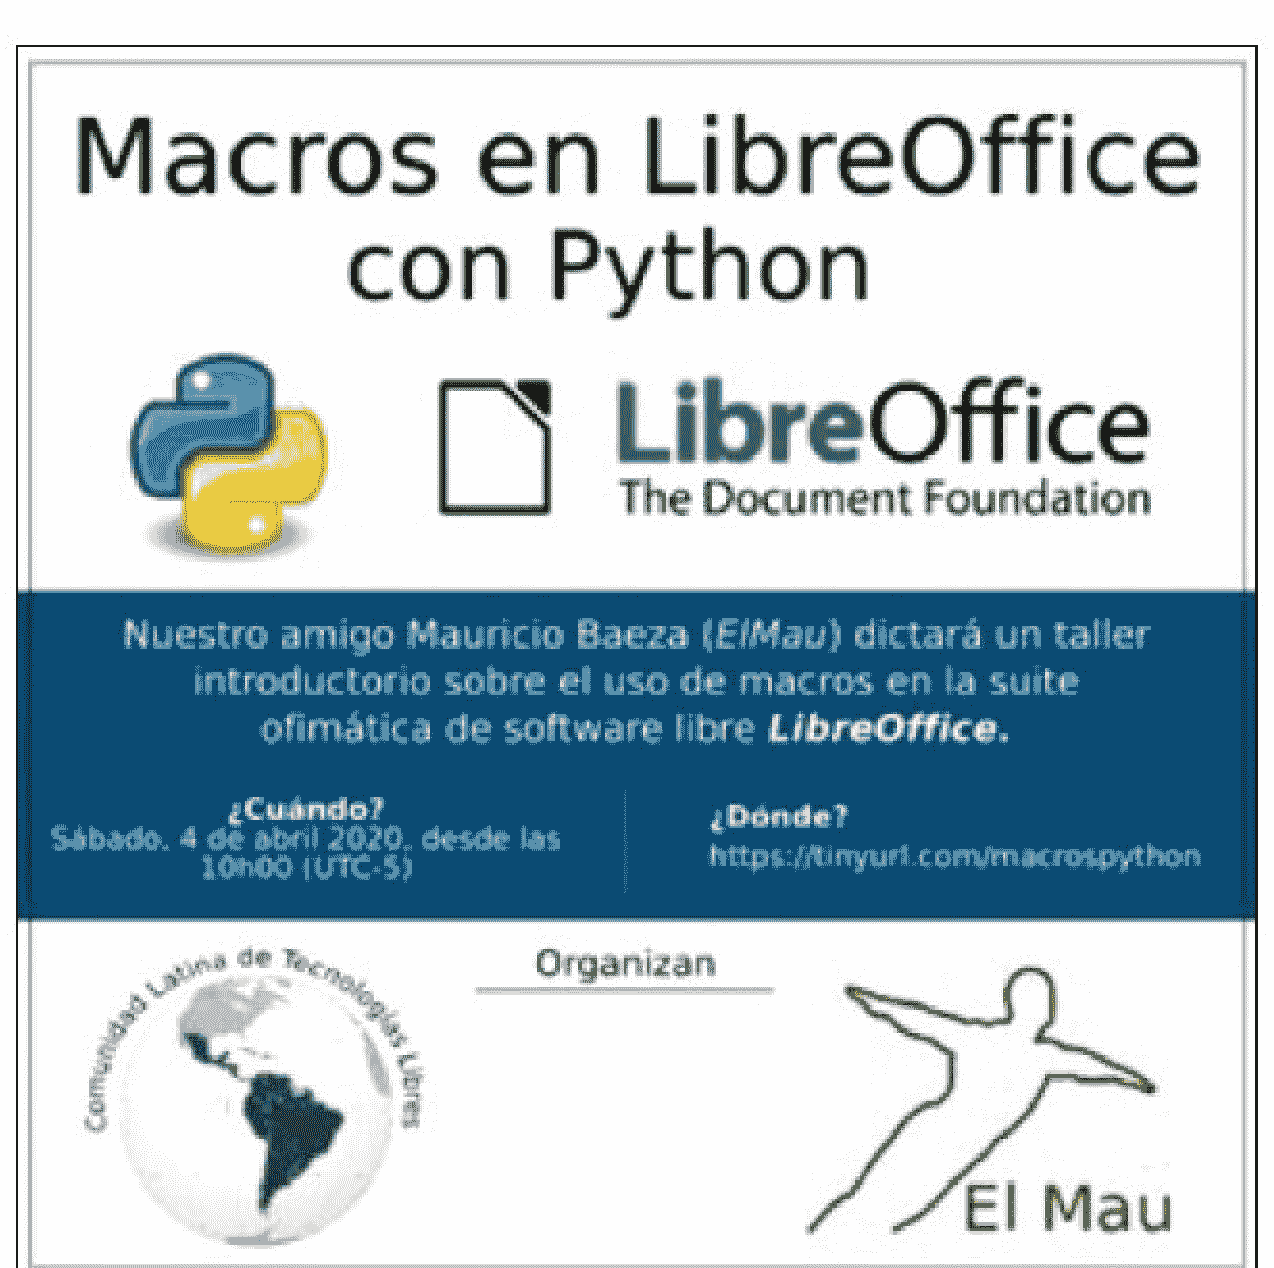 Macros en LibreOffice
con Python
LibreOffice
The Document Foundation
Nuestro amigo Mauricio Baeza (ElMau) dictará un taller
introductorio sobre el uso de macros en la suite
ofimática de software libre LibreOffice.
¿Cuándo?
Sábado, 4 de abril 2020, desde las
10h00 (UTC-5)
¿Dónde?
https://tinyurl.com/macrospython
Organizan
Comunidad Latina de Tecnologías Libres
El Mau